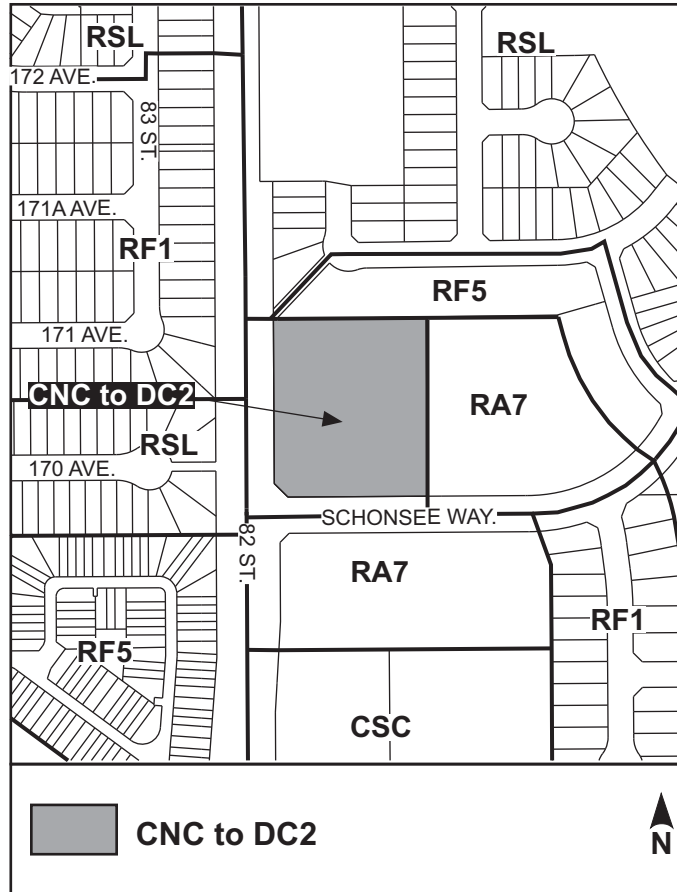 RSL
RSL
172 AVE.
83 ST.
171A AVE.
RF1
RF5
171 AVE.
CNC to DC2
RA7
RSL
170 AVE.
SCHONSEE WAY.
82 ST.
RA7
RF1
RF5
CSC
CNC to DC2
N